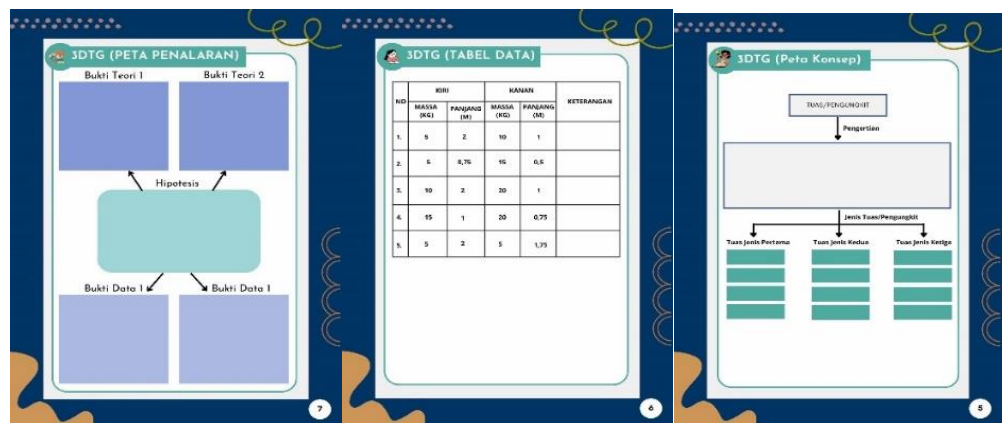 3DTG (PETA PENALARAN)
Bukti Teori 1
Bukti Teori 2
Hipotesis
Bukti Data 1
Bukti Data 1
7
3DTG (TABEL DATA)
NO KIRI KANAN KETERANGAN
MASSA (KG) PANJANG (M) MASSA (KG) PANJANG (M)
1. 5 2 10 1
2. 5 0,75 15 0,5
3. 10 2 20 1
4. 15 1 20 0,75
5. 5 2 5 1,75
6
3DTG (Peta Konsep)
TUAS/PENGUNGKIT
Pengertian
Jenis Tuas/Pengungkit
Tuas Jenis Pertama
Tuas Jenis Kedua
Tuas Jenis Ketiga
5